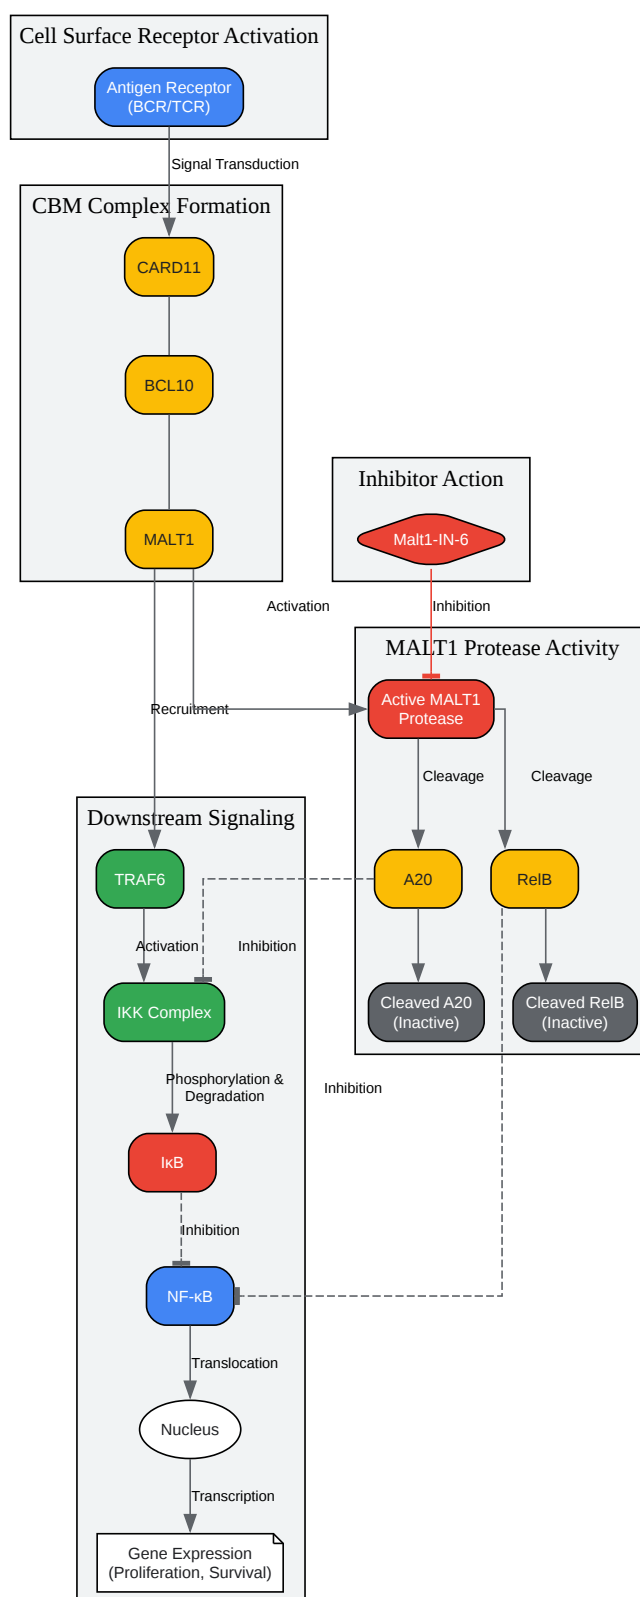 Cell Surface Receptor Activation
Antigen Receptor
(BCR/TCR)
Signal Transduction
CBM Complex Formation
CARD11
BCL10
MALT1
Inhibitor Action
Malt1-IN-6
Activation
Inhibition
MALT1 Protease Activity
Active MALT1
Protease
Recruitment
Cleavage
Cleavage
Downstream Signaling
TRAF6
A20
RelB
Activation
Inhibition
IKK Complex
Cleaved A20
(Inactive)
Cleaved RelB
(Inactive)
Phosphorylation &
Degradation
Inhibition
IκB
Inhibition
NF-κB
Translocation
Nucleus
Transcription
Gene Expression
(Proliferation, Survival)